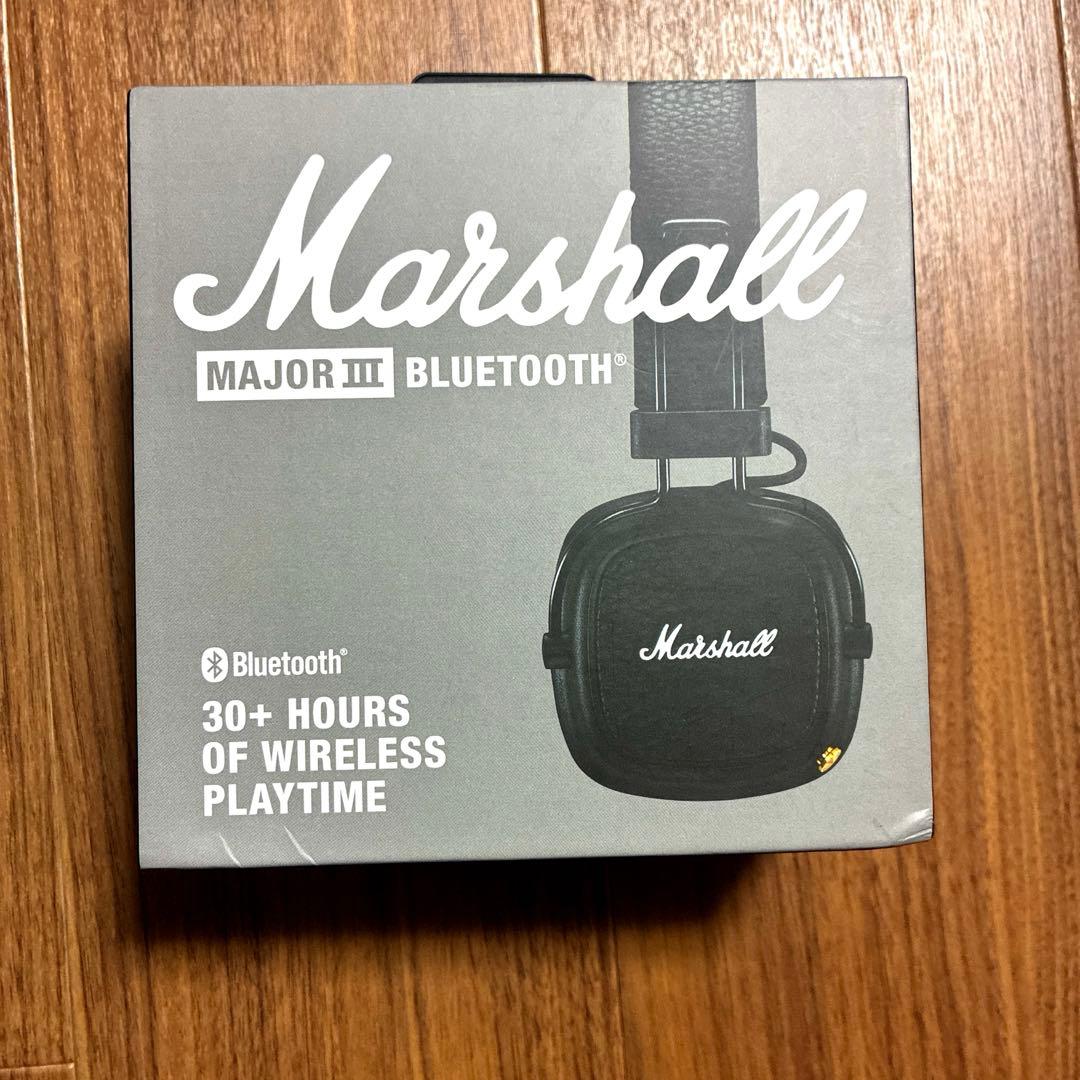 Marshall
MAJOR III BLUETOOTH®
Marshall
Bluetooth®
30+ HOURS
OF WIRELESS
PLAYTIME